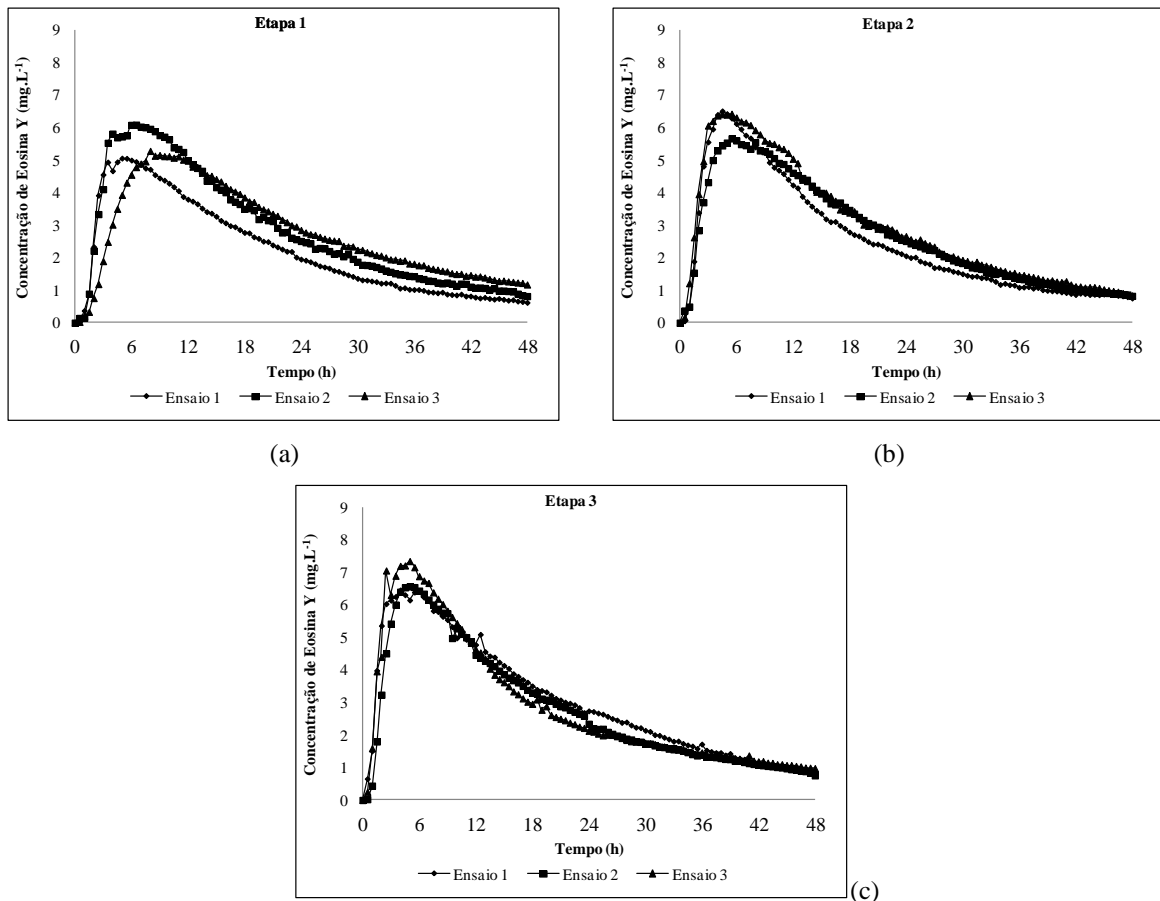 Etapa 1
Concentração de Eosina Y (mg.L-1)
9
8
7
6
5
4
3
2
1
0
0 6 12 18 24 30 36 42 48
Tempo (h)
Ensaio 1 Ensaio 2 Ensaio 3
(a)
Etapa 2
Concentração de Eosina Y (mg.L-1)
9
8
7
6
5
4
3
2
1
0
0 6 12 18 24 30 36 42 48
Tempo (h)
Ensaio 1 Ensaio 2 Ensaio 3
(b)
Etapa 3
Concentração de Eosina Y (mg.L-1)
9
8
7
6
5
4
3
2
1
0
0 6 12 18 24 30 36 42 48
Tempo (h)
Ensaio 1 Ensaio 2 Ensaio 3
(c)